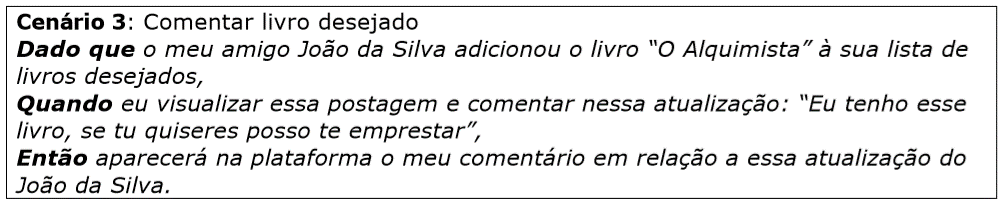 Cenário 3: Comentar livro desejado
Dado que o meu amigo João da Silva adicionou o livro “O Alquimista” à sua lista de
livros desejados,
Quando eu visualizar essa postagem e comentar nessa atualização: “Eu tenho esse
livro, se tu quiseres posso te emprestar”,
Então aparecerá na plataforma o meu comentário em relação a essa atualização do
João da Silva.